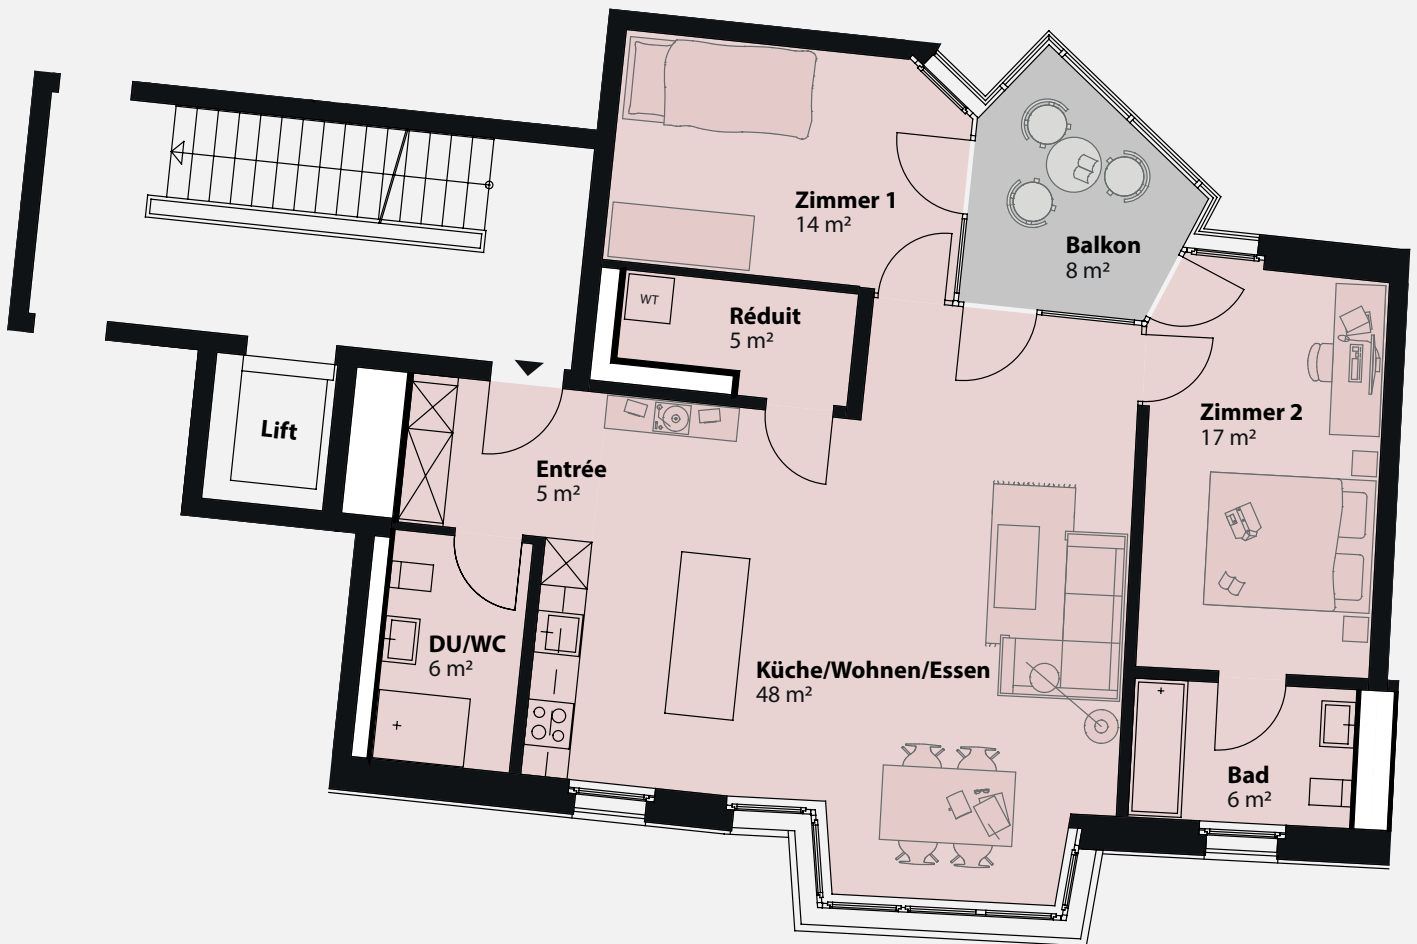 Zimmer 1
14 m²
Balkon
8 m²
WT
Réduit
5 m²
Lift
Zimmer 2
17 m²
Entrée
5 m²
DU/WC
6 m²
Küche/Wohnen/Essen
48 m²
Bad
6 m²